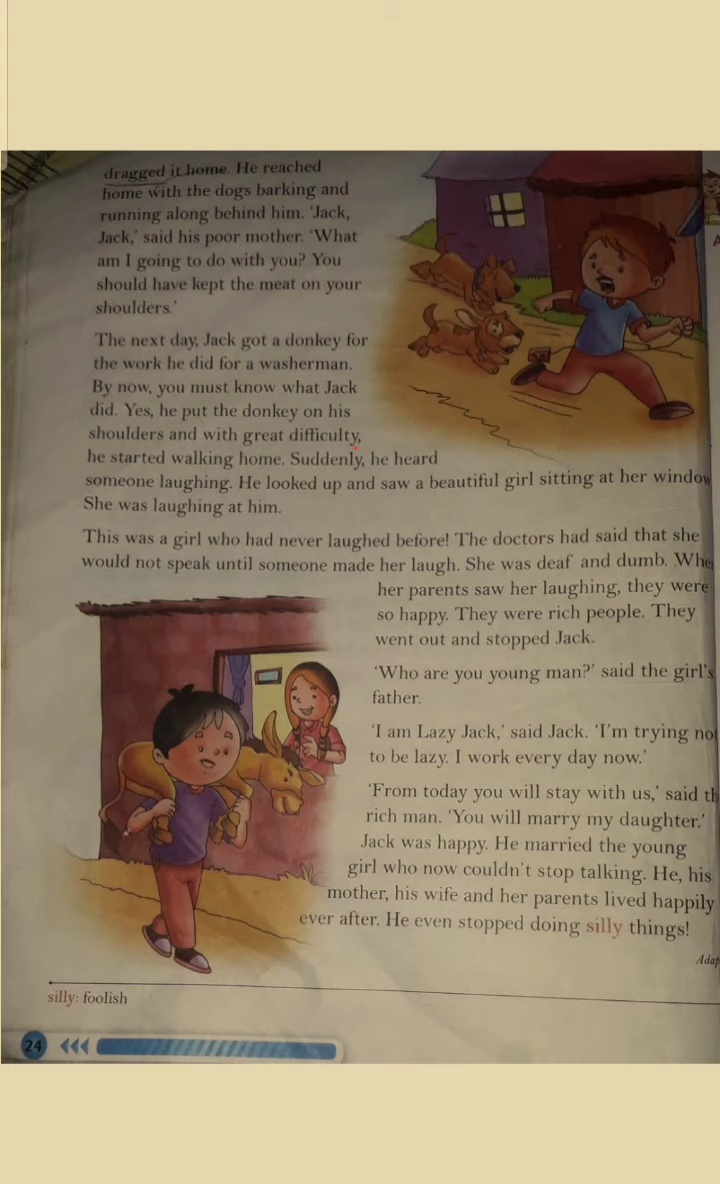 dragged it home. He reached
home with the dogs barking and
running along behind him. 'Jack,
Jack,' said his poor mother. 'What
am I going to do with you? You
should have kept the meat on your
shoulders.'
The next day, Jack got a donkey for
the work he did for a washerman.
By now, you must know what Jack
did. Yes, he put the donkey on his
shoulders and with great difficulty,
he started walking home. Suddenly, he heard
someone laughing. He looked up and saw a beautiful girl sitting at her window
She was laughing at him.
This was a girl who had never laughed before! The doctors had said that she
would not speak until someone made her laugh. She was deaf and dumb. Whe
her parents saw her laughing, they were
so happy. They were rich people. They
went out and stopped Jack.
'Who are you young man?' said the girl's
father.
'I am Lazy Jack,' said Jack. 'I'm trying no
to be lazy. I work every day now.'
'From today you will stay with us,' said th
rich man. 'You will marry my daughter.'
Jack was happy. He married the young
girl who now couldn't stop talking. He, his
mother, his wife and her parents lived happily
ever after. He even stopped doing silly things!
Adap
silly: foolish
24